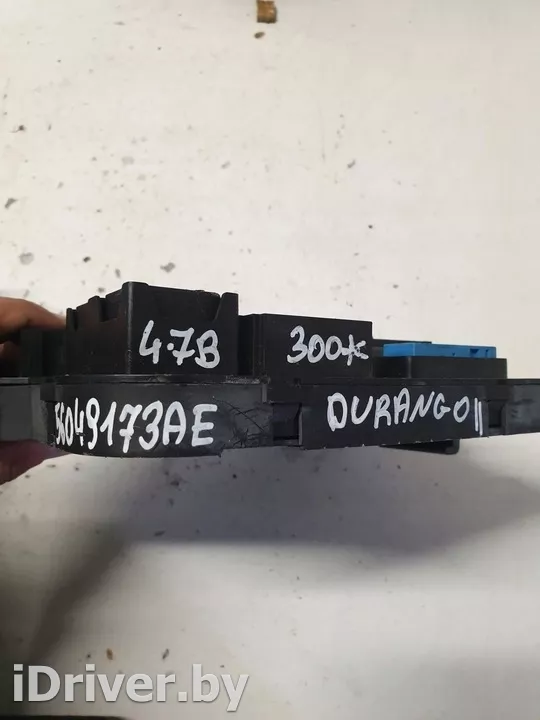 4.7B
300к
56049173AE
DURANGO II
iDriver.by